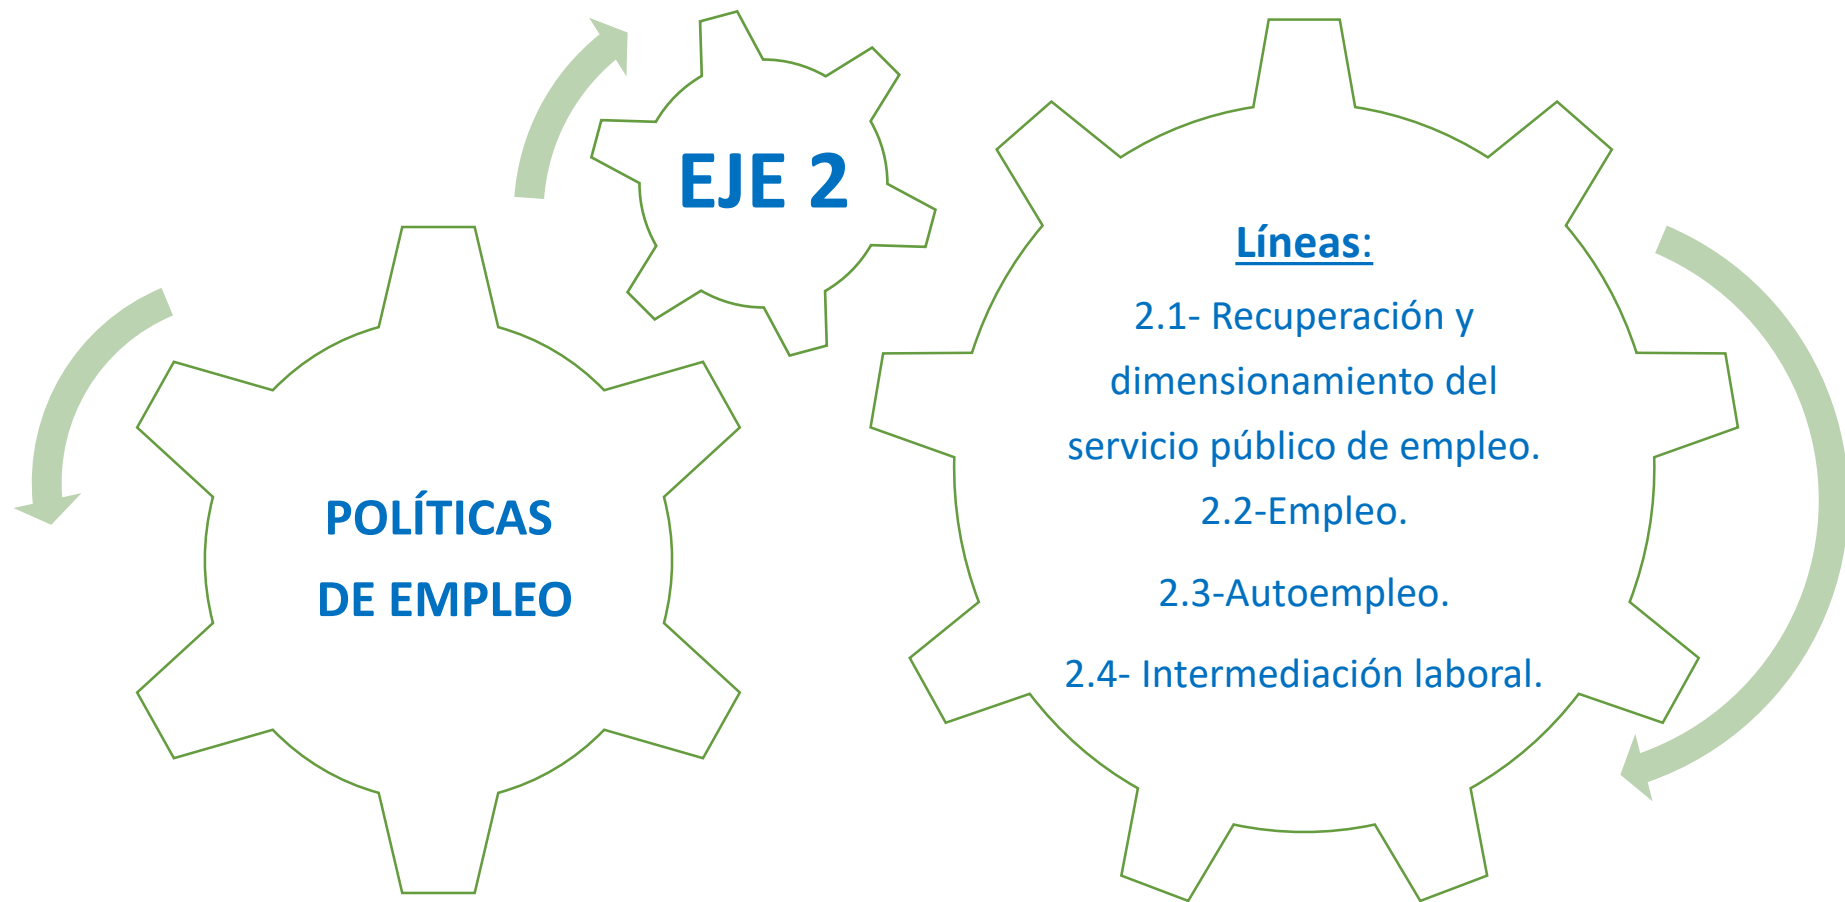 EJE 2
POLÍTICAS
DE EMPLEO
Líneas:
2.1- Recuperación y
dimensionamiento del
servicio público de empleo.
2.2-Empleo.
2.3-Autoempleo.
2.4- Intermediación laboral.